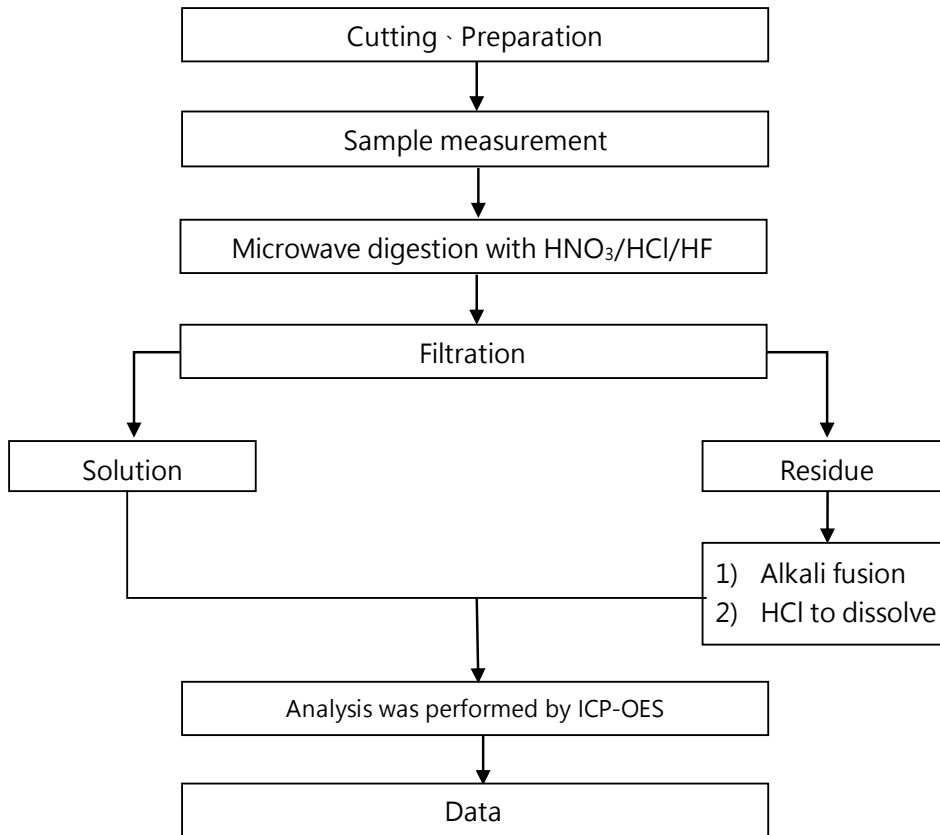 Cutting、Preparation
Sample measurement
Microwave digestion with HNO₃/HCl/HF
Filtration
Solution
Residue
1) Alkali fusion
2) HCl to dissolve
Analysis was performed by ICP-OES
Data